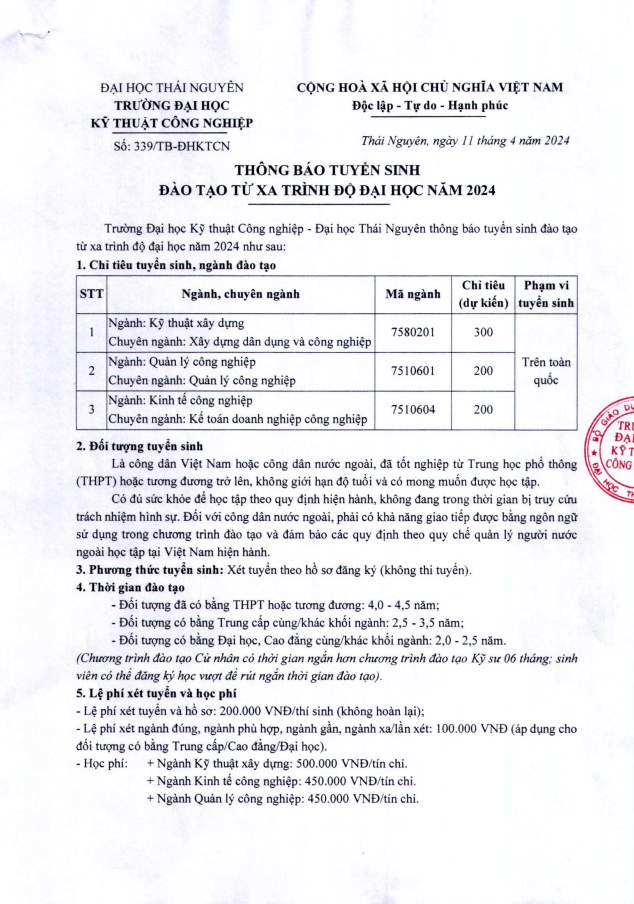 ĐẠI HỌC THÁI NGUYÊN
TRƯỜNG ĐẠI HỌC
KỸ THUẬT CÔNG NGHIỆP
Số: 339/TB-ĐHKTCN
CỘNG HOÀ XÃ HỘI CHỦ NGHĨA VIỆT NAM
Độc lập - Tự do - Hạnh phúc
Thái Nguyên, ngày 11 tháng 4 năm 2024
THÔNG BÁO TUYỂN SINH
ĐÀO TẠO TỪ XA TRÌNH ĐỘ ĐẠI HỌC NĂM 2024
Trường Đại học Kỹ thuật Công nghiệp - Đại học Thái Nguyên thông báo tuyển sinh đào tạo
từ xa trình độ đại học năm 2024 như sau:
1. Chỉ tiêu tuyển sinh, ngành đào tạo
STT Ngành, chuyên ngành Mã ngành Chỉ tiêu (dự kiến) Phạm vi tuyển sinh
1 Ngành: Kỹ thuật xây dựng
Chuyên ngành: Xây dựng dân dụng và công nghiệp 7580201 300
2 Ngành: Quản lý công nghiệp
Chuyên ngành: Quản lý công nghiệp 7510601 200 Trên toàn quốc
3 Ngành: Kinh tế công nghiệp
Chuyên ngành: Kế toán doanh nghiệp công nghiệp 7510604 200
2. Đối tượng tuyển sinh
Là công dân Việt Nam hoặc công dân nước ngoài, đã tốt nghiệp từ Trung học phổ thông
(THPT) hoặc tương đương trở lên, không giới hạn độ tuổi và có mong muốn được học tập.
Có đủ sức khỏe để học tập theo quy định hiện hành, không đang trong thời gian bị truy cứu
trách nhiệm hình sự. Đối với công dân nước ngoài, phải có khả năng giao tiếp được bằng ngôn ngữ
sử dụng trong chương trình đào tạo và đảm bảo các quy định theo quy chế quản lý người nước
ngoài học tập tại Việt Nam hiện hành.
3. Phương thức tuyển sinh: Xét tuyển theo hồ sơ đăng ký (không thi tuyển).
4. Thời gian đào tạo
- Đối tượng đã có bằng THPT hoặc tương đương: 4,0 - 4,5 năm;
- Đối tượng có bằng Trung cấp cùng/khác khối ngành: 2,5 - 3,5 năm;
- Đối tượng có bằng Đại học, Cao đẳng cùng/khác khối ngành: 2,0 - 2,5 năm.
(Chương trình đào tạo Cử nhân có thời gian ngắn hơn chương trình đào tạo Kỹ sư 06 tháng; sinh
viên có thể đăng ký học vượt để rút ngắn thời gian đào tạo).
5. Lệ phí xét tuyển và học phí
- Lệ phí xét tuyển và hồ sơ: 200.000 VNĐ/thí sinh (không hoàn lại);
- Lệ phí xét ngành đúng, ngành phù hợp, ngành gần, ngành xa/lần xét: 100.000 VNĐ (áp dụng cho
đối tượng có bằng Trung cấp/Cao đẳng/Đại học).
- Học phí: + Ngành Kỹ thuật xây dựng: 500.000 VNĐ/tín chỉ.
+ Ngành Kinh tế công nghiệp: 450.000 VNĐ/tín chỉ.
+ Ngành Quản lý công nghiệp: 450.000 VNĐ/tín chỉ.